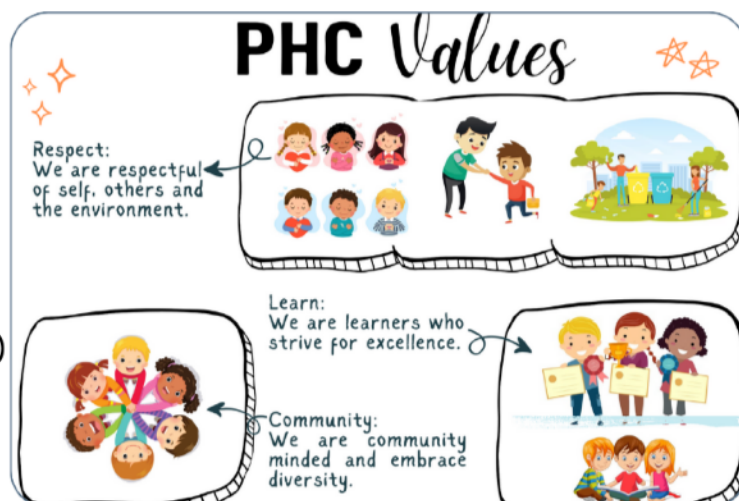 PHC Values
Respect:
We are respectful
of self, others and
the environment.
Learn:
We are learners who
strive for excellence.
Community:
We are community
minded and embrace
diversity.